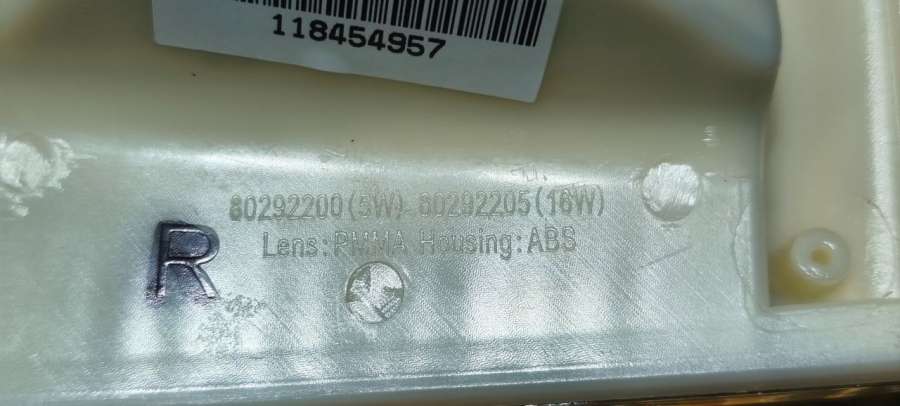 118454957
80292200(5W) 80292205(16W)
Lens:PMMA Housing:ABS
R